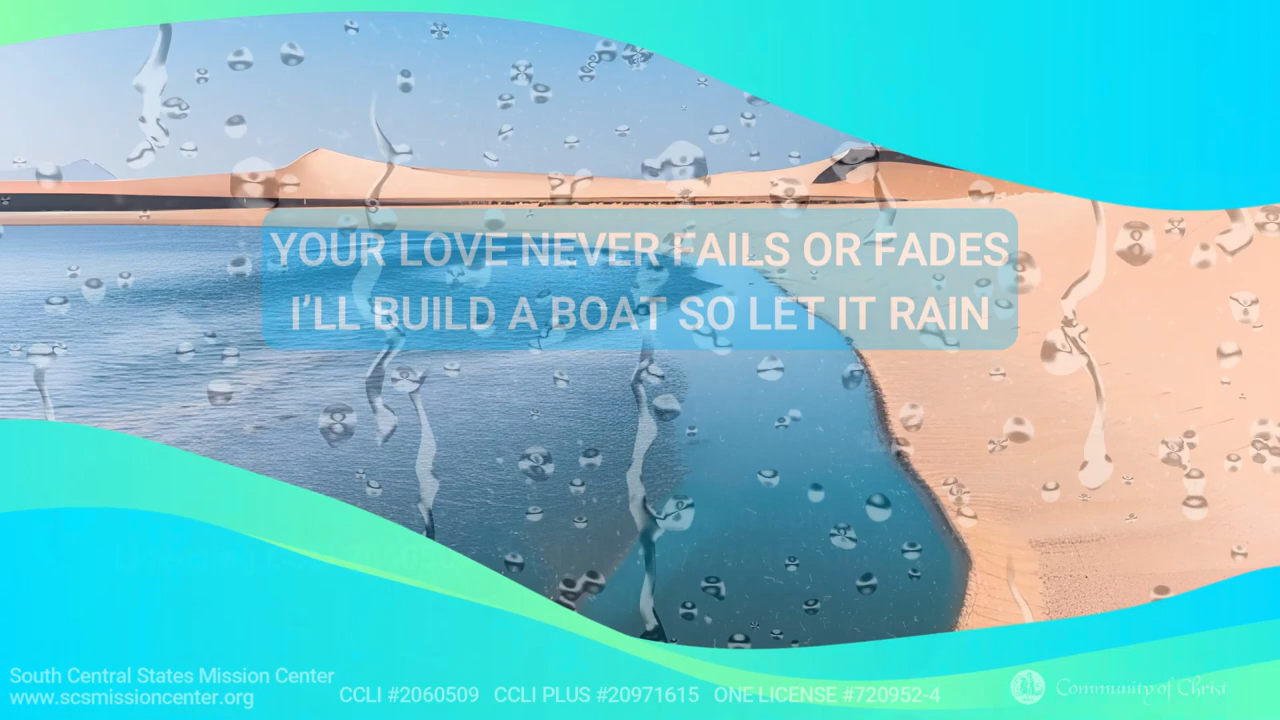 YOUR LOVE NEVER FAILS OR FADES
I'LL BUILD A BOAT SO LET IT RAIN
South Central States Mission Center
www.scsmissioncenter.org
CCLI #2060509 CCLI PLUS #20971615 ONE LICENSE #720952-4
Community of Christ